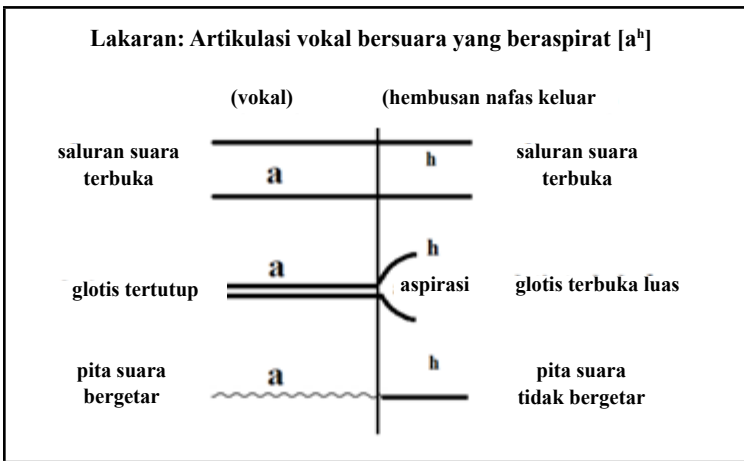 Lakaran: Artikulasi vokal bersuara yang beraspirat [aʰ]
(vokal) (hembusan nafas keluar
saluran suara
terbuka
a
h
saluran suara
terbuka
glotis tertutup
a
h
aspirasi
glotis terbuka luas
pita suara
bergetar
a
h
pita suara
tidak bergetar